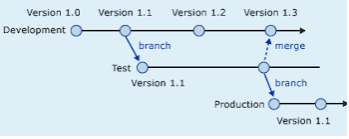 Version 1.0 Version 1.1 Version 1.2 Version 1.3
Development
branch merge
Test
Version 1.1 branch
Production
Version 1.1